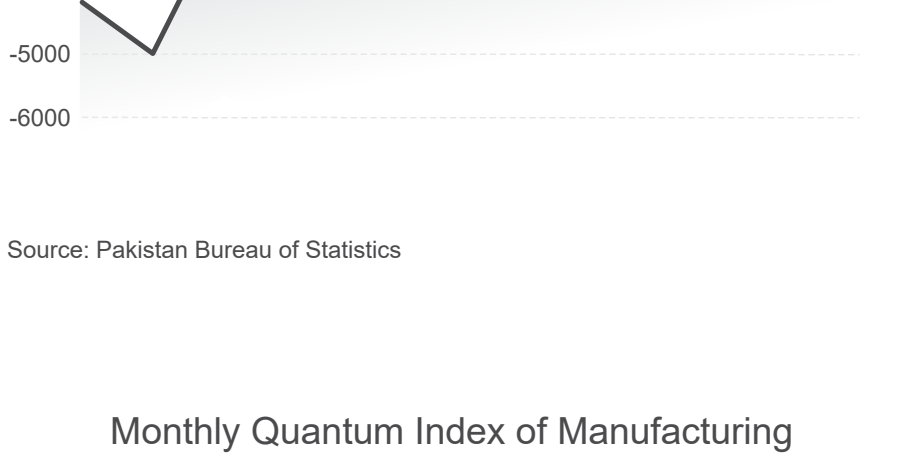 -5000
-6000
Source: Pakistan Bureau of Statistics
Monthly Quantum Index of Manufacturing